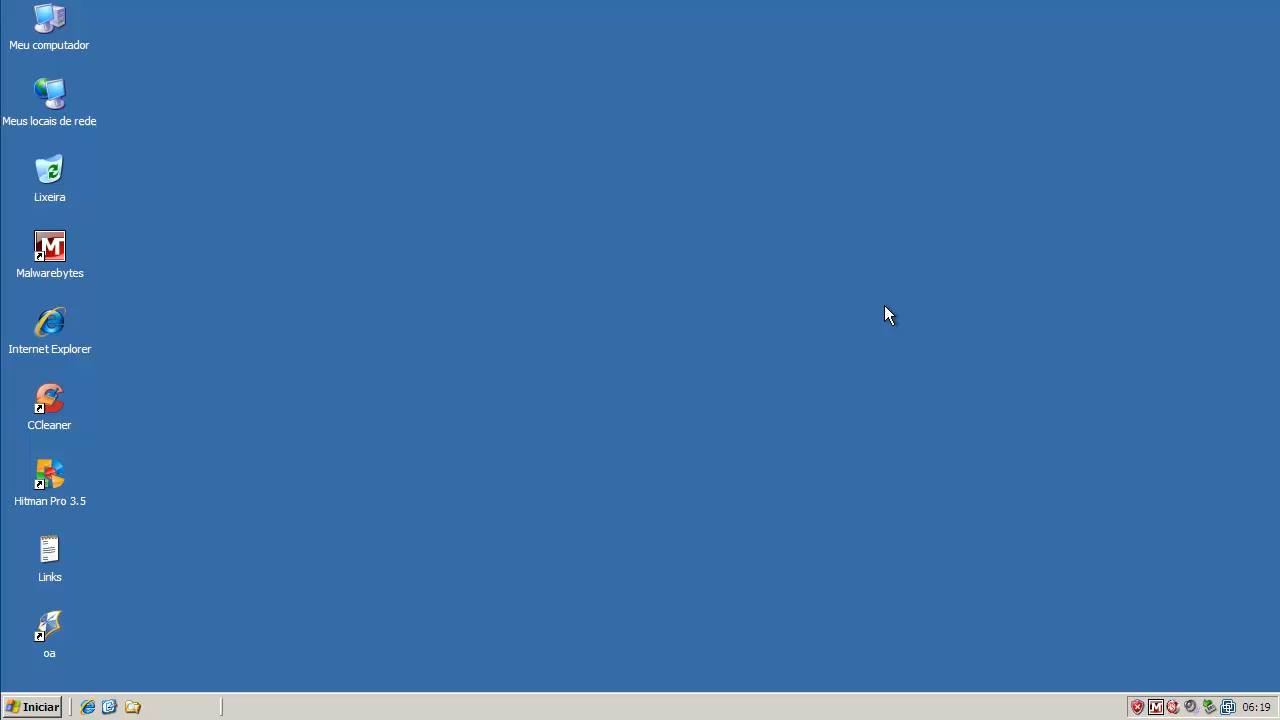 Meu computador
Meus locais de rede
Lixeira
Malwarebytes
Internet Explorer
CCleaner
Hitman Pro 3.5
Links
oa
Iniciar
06:19